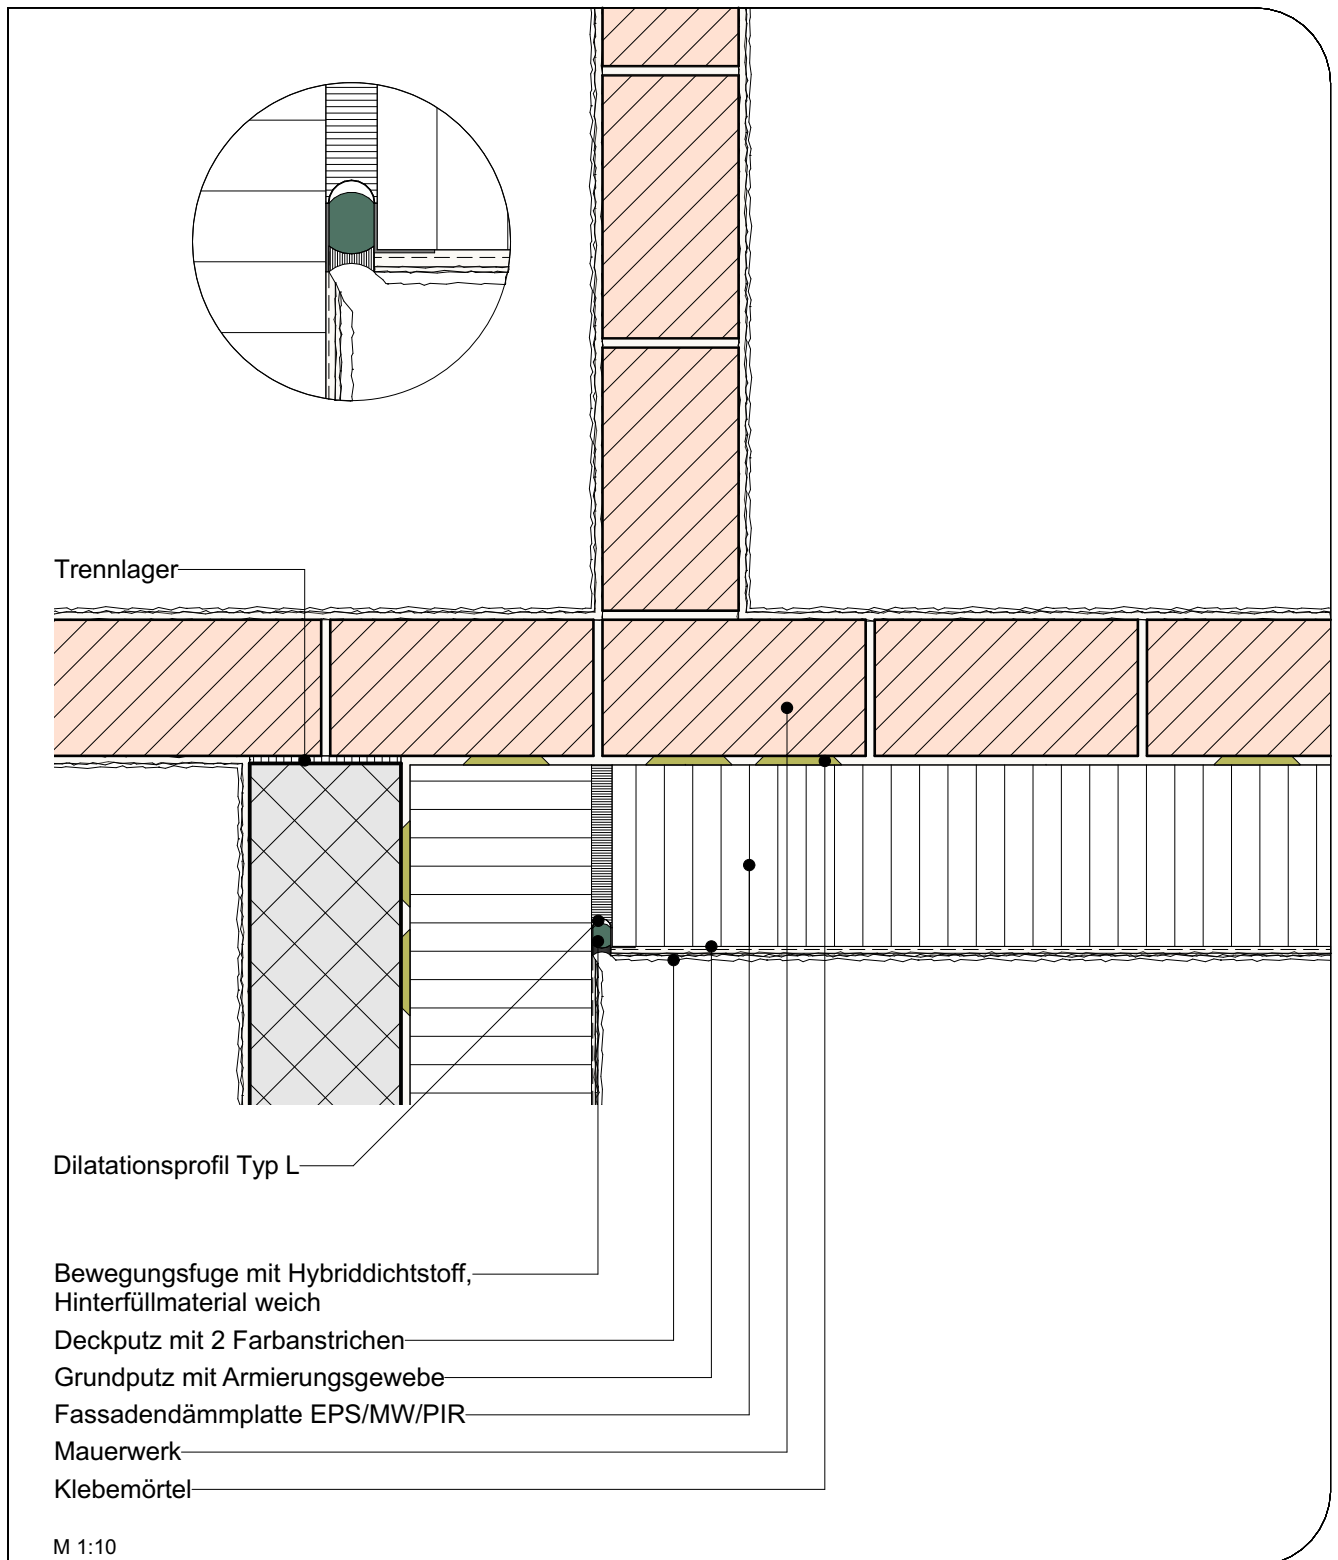 Trennlager
Dilatationsprofil Typ L
Bewegungsfuge mit Hybriddichtstoff,
Hinterfüllmaterial weich
Deckputz mit 2 Farbanstrichen
Grundputz mit Armierungsgewebe
Fassadendämmplatte EPS/MW/PIR
Mauerwerk
Klebemörtel
M 1:10